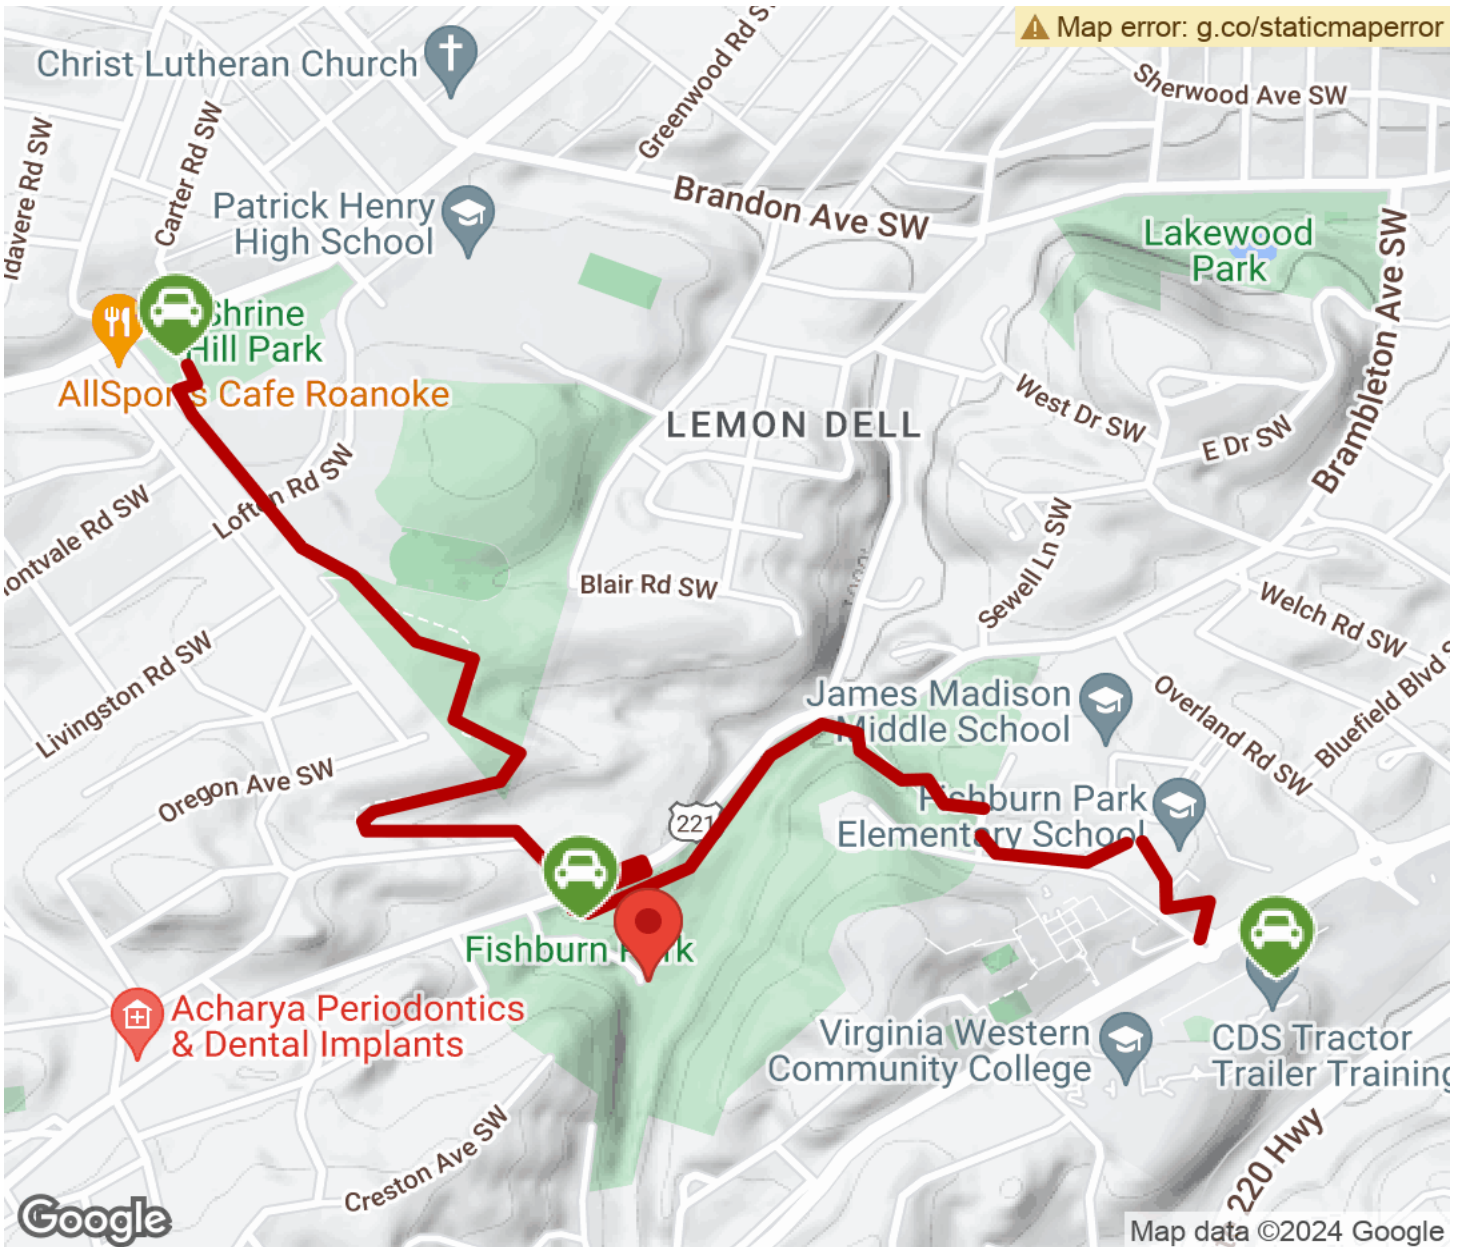 Map error: g.co/staticmaperror
Christ Lutheran Church
Greenwood Rd
Sherwood Ave SW
Carter Rd SW
Patrick Henry
High School
Brandon Ave SW
Lakewood
Park
Brambleton Ave SW
Shrine
Hill Park
AllSports Cafe Roanoke
LEMON DELL
West Dr SW
E Dr SW
Lofton Rd SW
Sewell Ln SW
Blair Rd SW
Welch Rd SW
Livingston Rd SW
James Madison
Middle School
Overland Rd SW
Bluefield Blvd
Oregon Ave SW
221
Fishburn Park
Elementary School
Fishburn Park
Acharya Periodontics
& Dental Implants
Virginia Western
Community College
CDS Tractor
Trailer Training
Creston Ave SW
220 Hwy
Google
Map data ©2024 Google